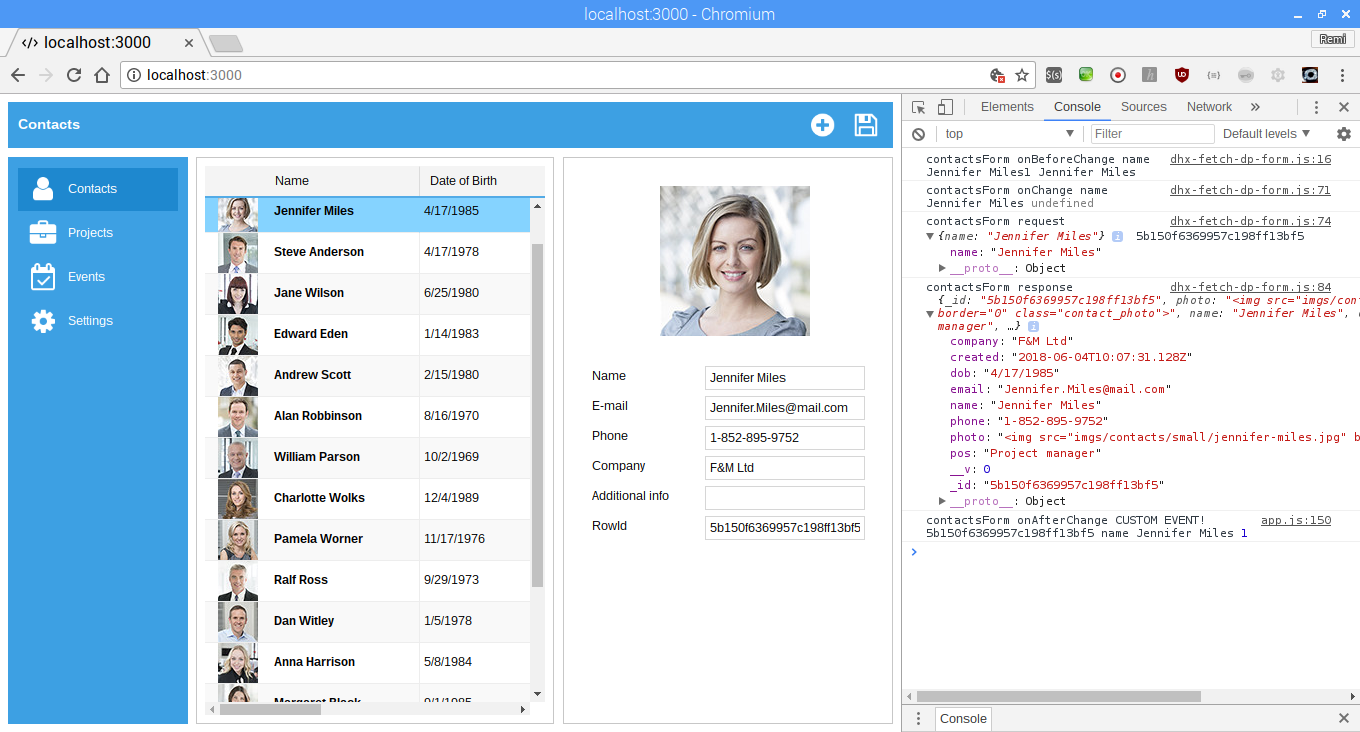 localhost:3000 - Chromium
localhost:3000
Remi
localhost:3000
Contacts
Contacts
Projects
Events
Settings
Name Date of Birth
Jennifer Miles 4/17/1985
Steve Anderson 4/17/1978
Jane Wilson 6/25/1980
Edward Eden 1/14/1983
Andrew Scott 2/15/1980
Alan Robbinson 8/16/1970
William Parson 10/2/1969
Charlotte Wolks 12/4/1989
Pamela Worner 11/17/1976
Ralf Ross 9/29/1973
Dan Witley 1/5/1978
Anna Harrison 5/8/1984
Margaret Black 9/1/1985
Name Jennifer Miles
E-mail Jennifer.Miles@mail.com
Phone 1-852-895-9752
Company F&M Ltd
Additional info
RowId 5b150f6369957c198ff13bf5
Elements Console Sources Network »
top Filter Default levels
contactsForm onBeforeChange name dhx-fetch-dp-form.js:16
Jennifer Miles1 Jennifer Miles
contactsForm onChange name dhx-fetch-dp-form.js:71
Jennifer Miles undefined
contactsForm request dhx-fetch-dp-form.js:74
{name: "Jennifer Miles"} i 5b150f6369957c198ff13bf5
name: "Jennifer Miles"
__proto__: Object
contactsForm response dhx-fetch-dp-form.js:84
{_id: "5b150f6369957c198ff13bf5", photo: "<img src="imgs/cont
border="0" class="contact_photo">", name: "Jennifer Miles",
manager", …} i
company: "F&M Ltd"
created: "2018-06-04T10:07:31.128Z"
dob: "4/17/1985"
email: "Jennifer.Miles@mail.com"
name: "Jennifer Miles"
phone: "1-852-895-9752"
photo: "<img src="imgs/contacts/small/jennifer-miles.jpg" b
pos: "Project manager"
__v: 0
_id: "5b150f6369957c198ff13bf5"
__proto__: Object
contactsForm onAfterChange CUSTOM EVENT! app.js:150
5b150f6369957c198ff13bf5 name Jennifer Miles 1
Console